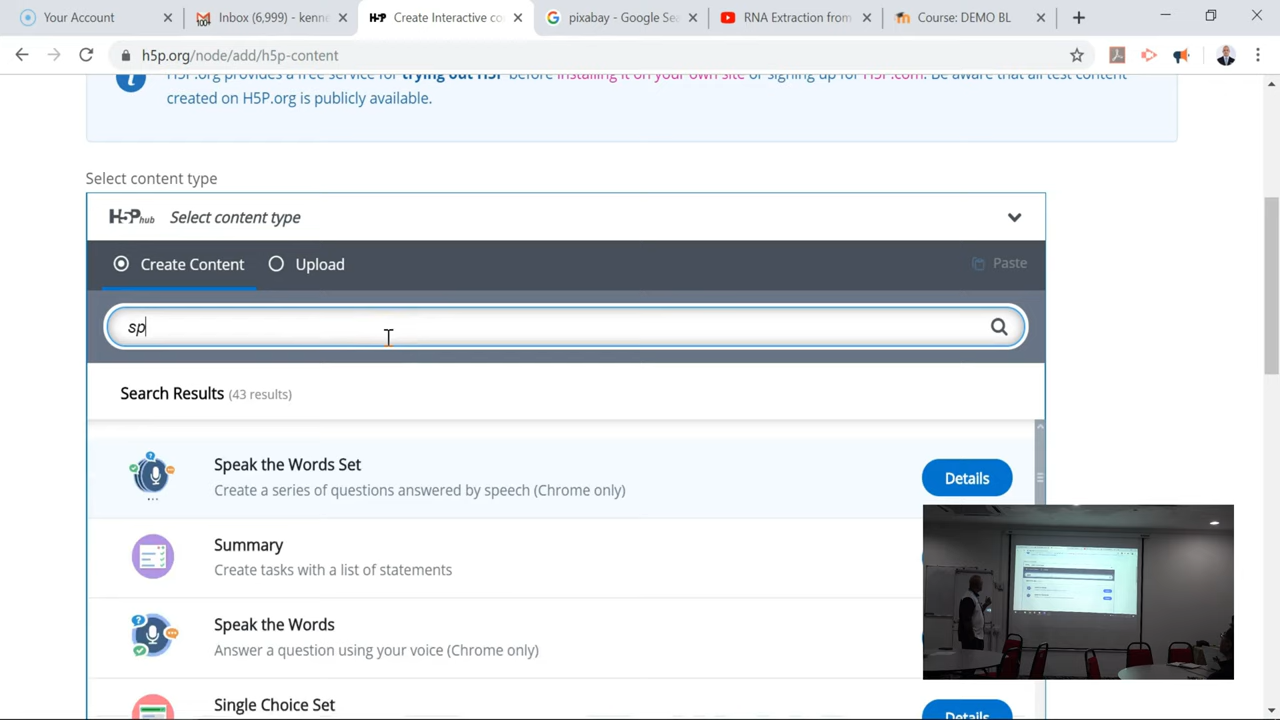 Your Account
Inbox (6,999) - kenne
100+
H5P Create Interactive co
pixabay - Google Sea
RNA Extraction from
Course: DEMO BL
h5p.org/node/add/h5p-content
H5P.org provides a free service for trying out H5P before installing it on your own site or signing up for H5P.com. Be aware that all test content
created on H5P.org is publicly available.
Select content type
H5P hub Select content type
Create Content Upload Paste
sp
Search Results (43 results)
Speak the Words Set
Create a series of questions answered by speech (Chrome only)
Details
Summary
Create tasks with a list of statements
Speak the Words
Answer a question using your voice (Chrome only)
Single Choice Set
Details